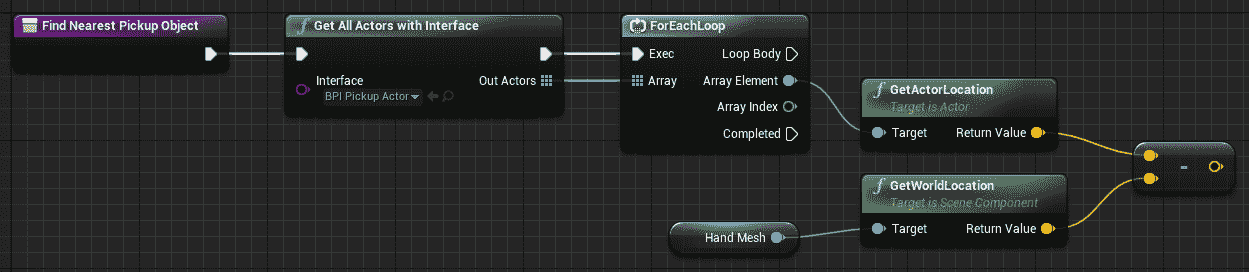 Find Nearest Pickup Object
Get All Actors with Interface
Interface
BPI Pickup Actor
Out Actors
ForEachLoop
Exec
Loop Body
Array
Array Element
Array Index
Completed
GetActorLocation
Target is Actor
Target
Return Value
GetWorldLocation
Target is Scene Component
Target
Return Value
Hand Mesh
-